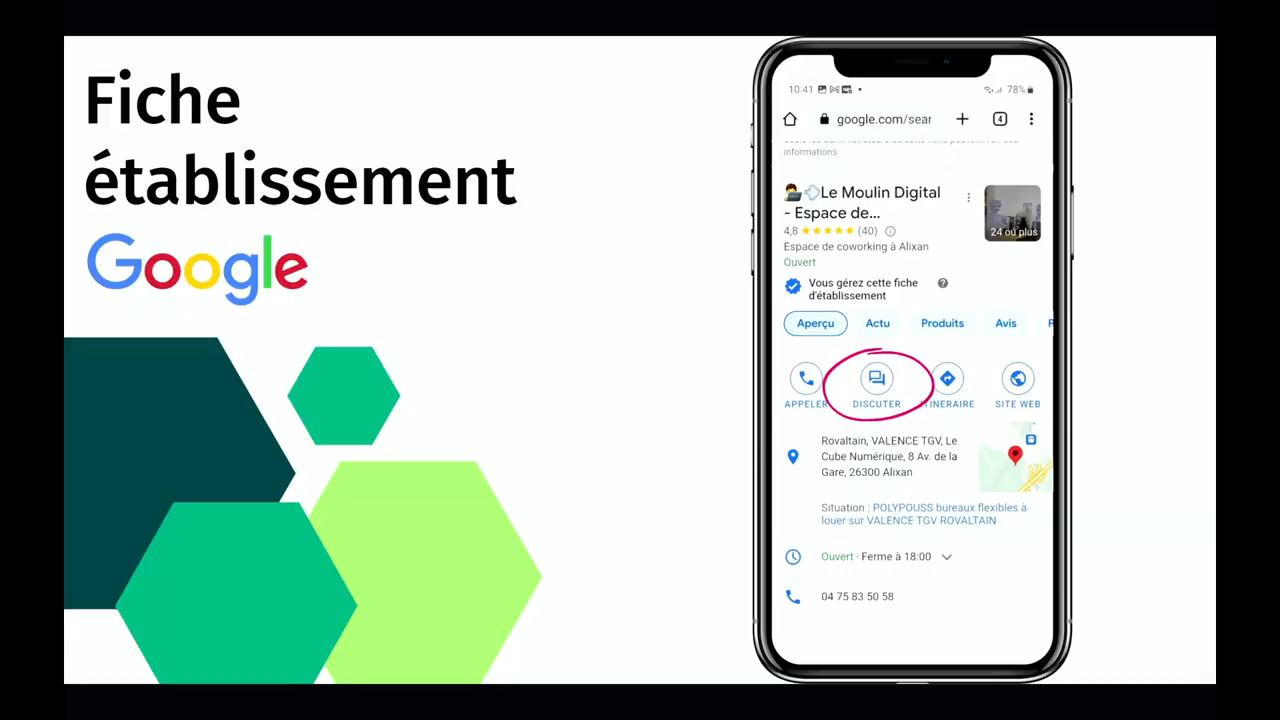 Fiche
établissement
Google
10:41
78%
google.com/sear
4
informations
Le Moulin Digital
- Espace de...
24 ou plus
4,8 (40)
Espace de coworking à Alixan
Ouvert
Vous gérez cette fiche
d'établissement
Aperçu Actu Produits Avis
APPELER DISCUTER ITINÉRAIRE SITE WEB
Rovaltain, VALENCE TGV, Le
Cube Numérique, 8 Av. de la
Gare, 26300 Alixan
Situation : POLYPOUSS bureaux flexibles à
louer sur VALENCE TGV ROVALTAIN
Ouvert · Ferme à 18:00
04 75 83 50 58